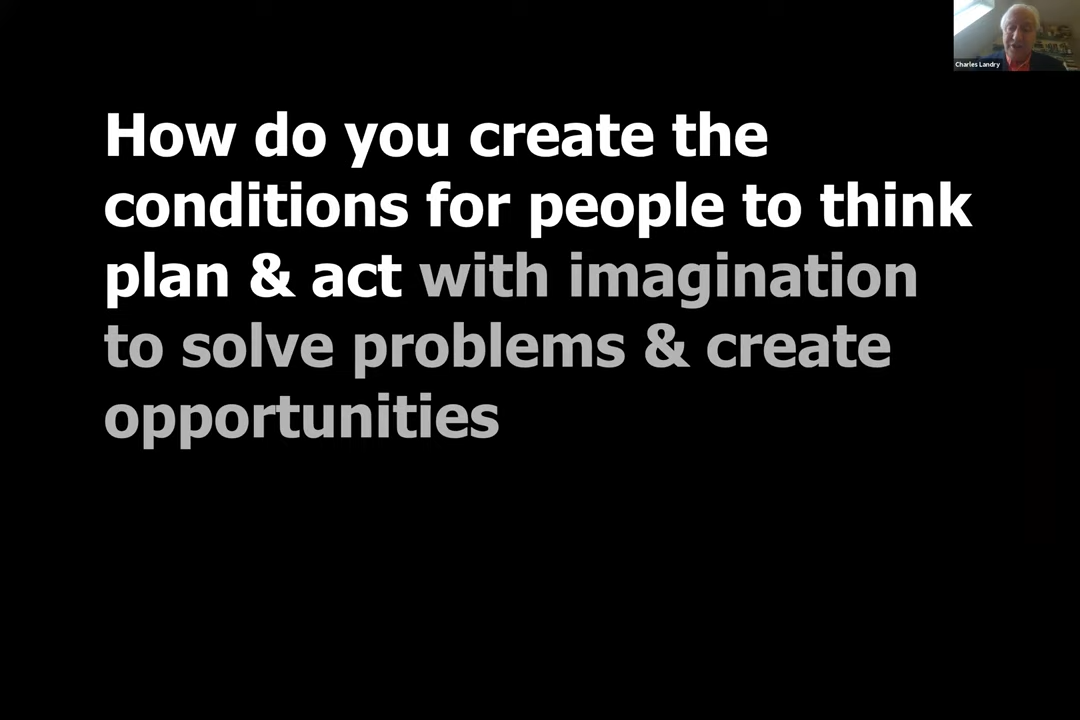 Charles Landry
How do you create the
conditions for people to think
plan & act with imagination
to solve problems & create
opportunities